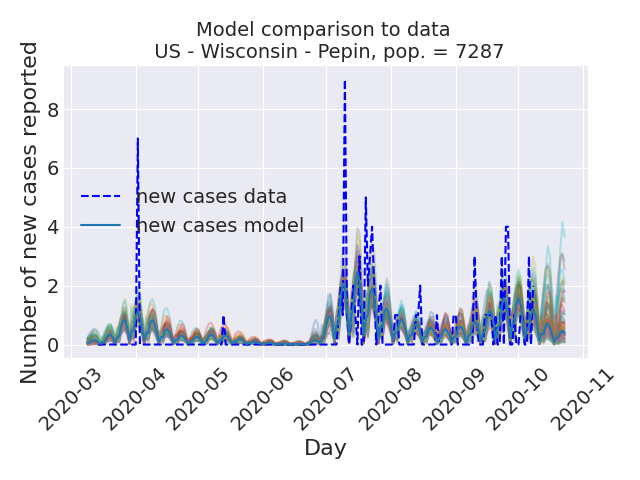 Model comparison to data
US - Wisconsin - Pepin, pop. = 7287
Number of new cases reported
8
6
4
2
0
new cases data
new cases model
2020-03
2020-04
2020-05
2020-06
2020-07
2020-08
2020-09
2020-10
2020-11
Day